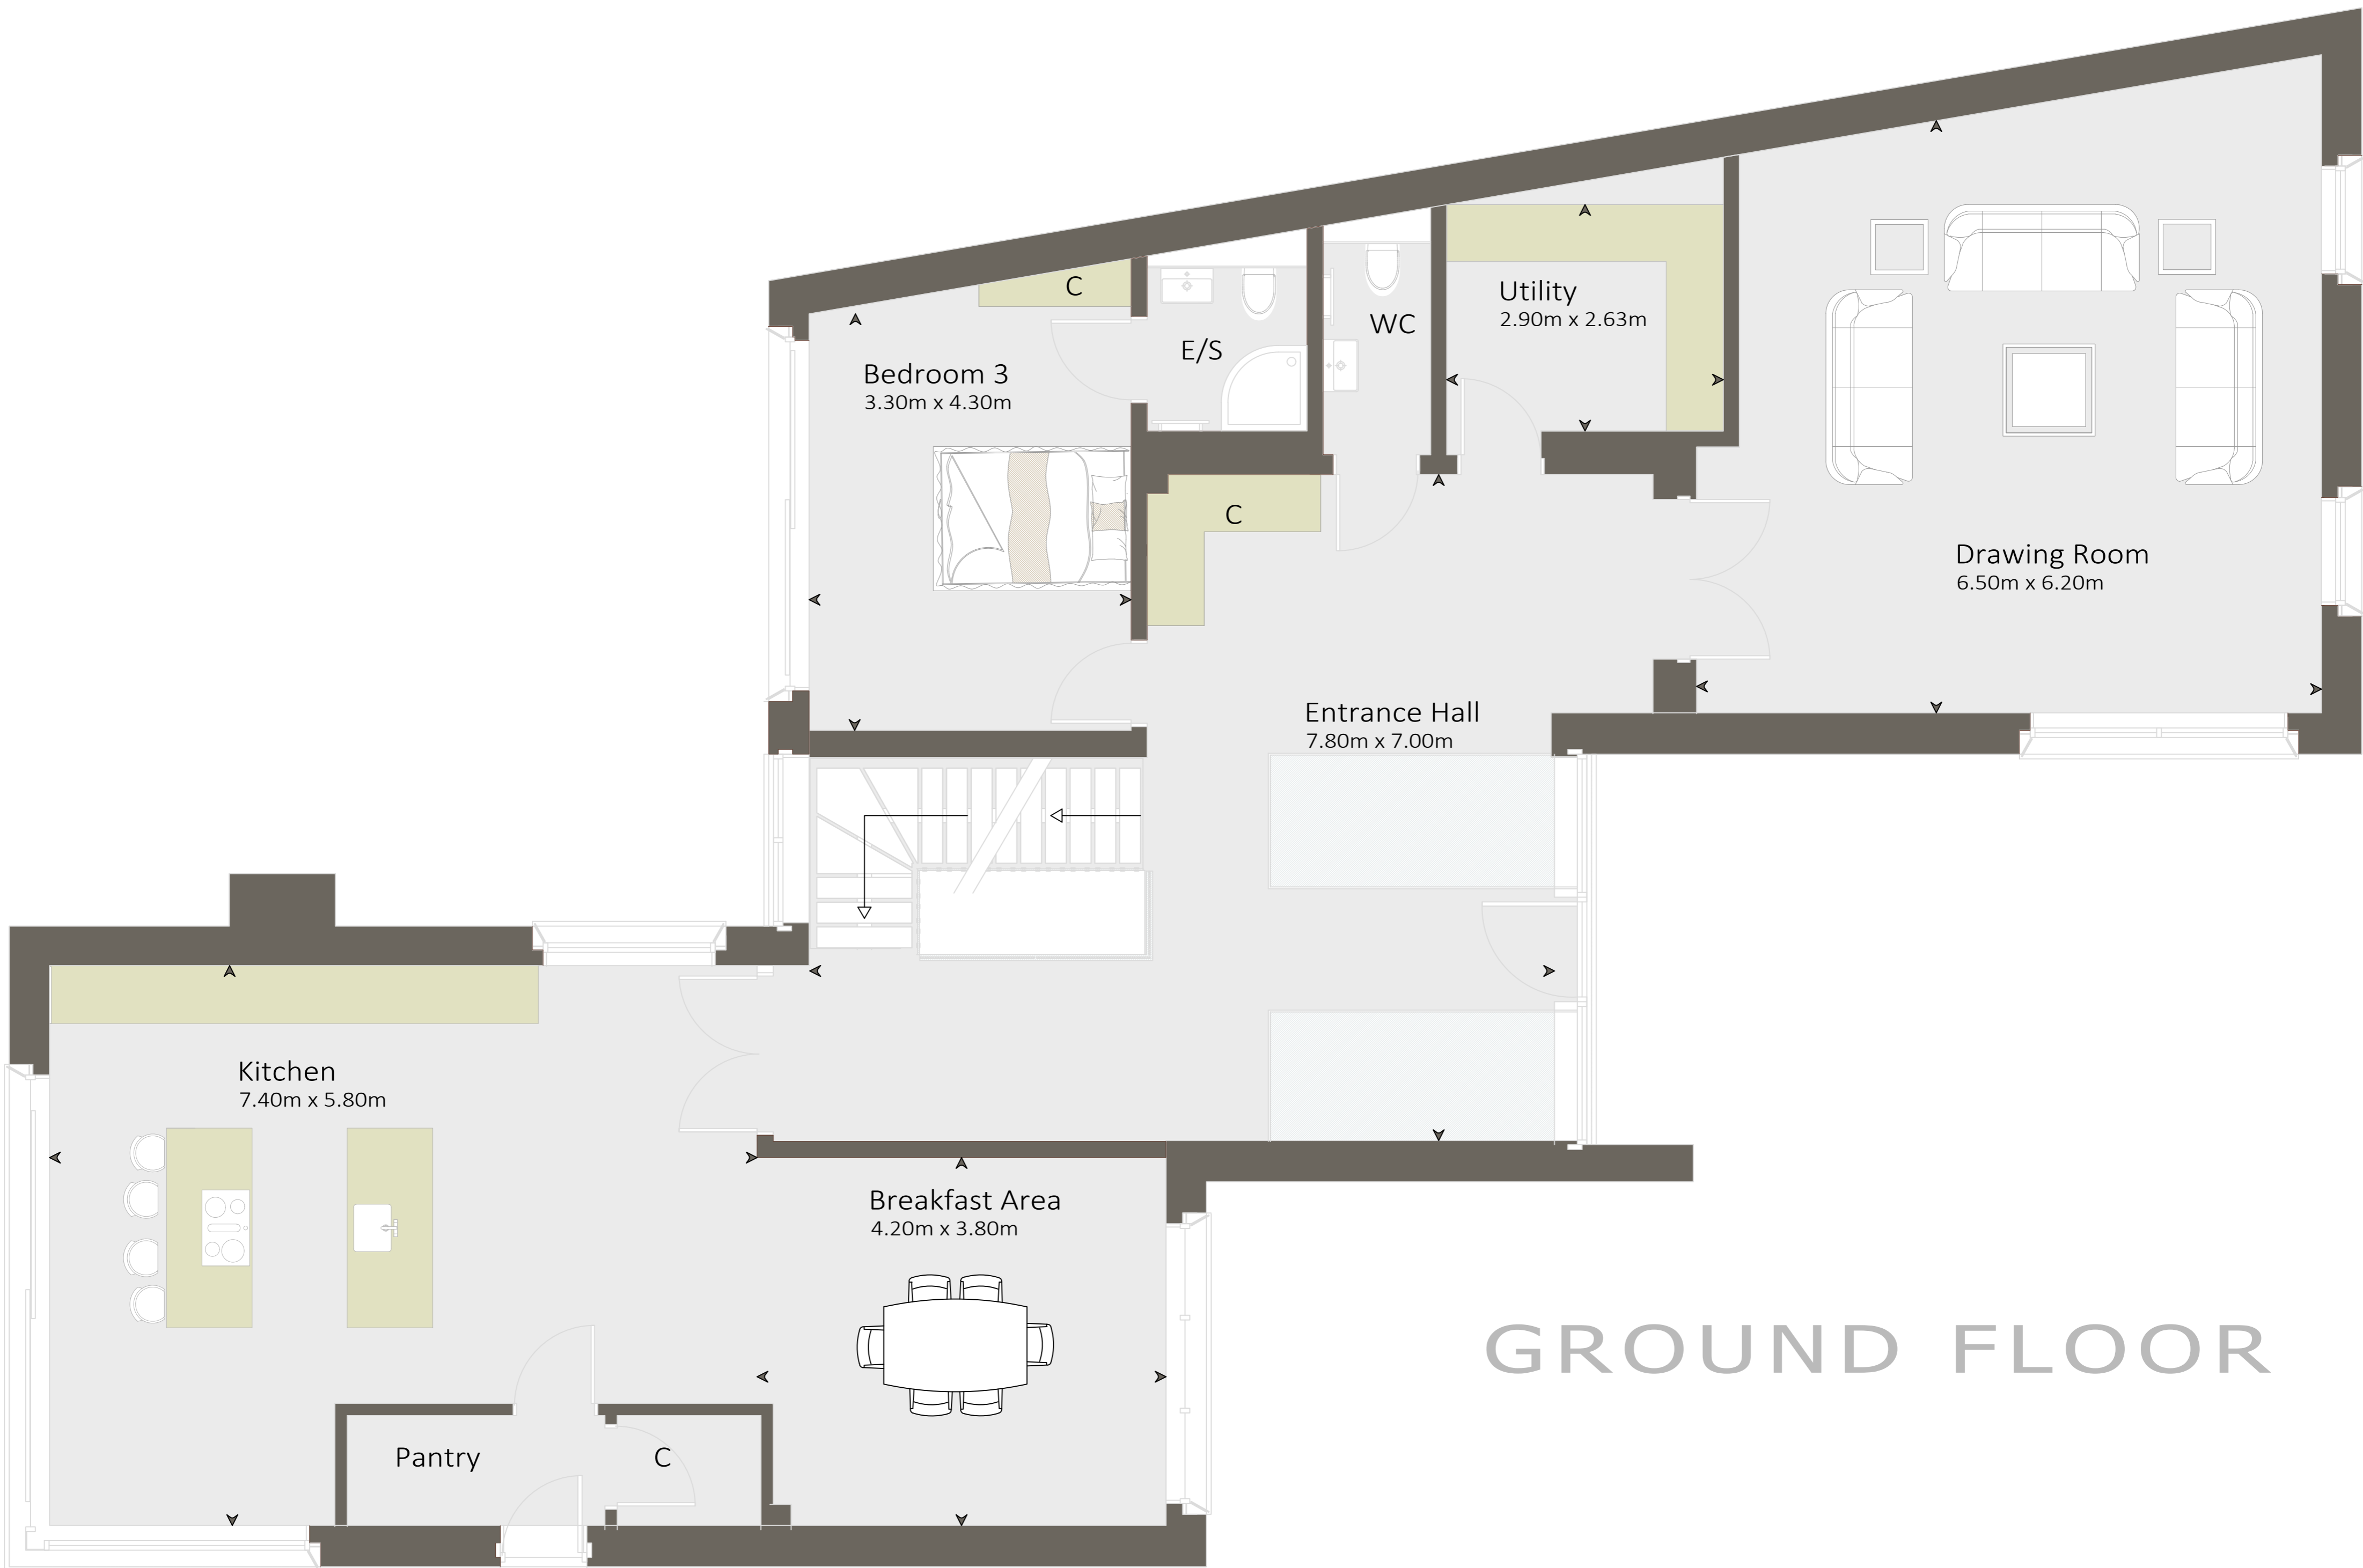 C
Bedroom 3
3.30m x 4.30m
E/S
WC
Utility
2.90m x 2.63m
C
Drawing Room
6.50m x 6.20m
Entrance Hall
7.80m x 7.00m
Kitchen
7.40m x 5.80m
Breakfast Area
4.20m x 3.80m
Pantry
C
GROUND FLOOR